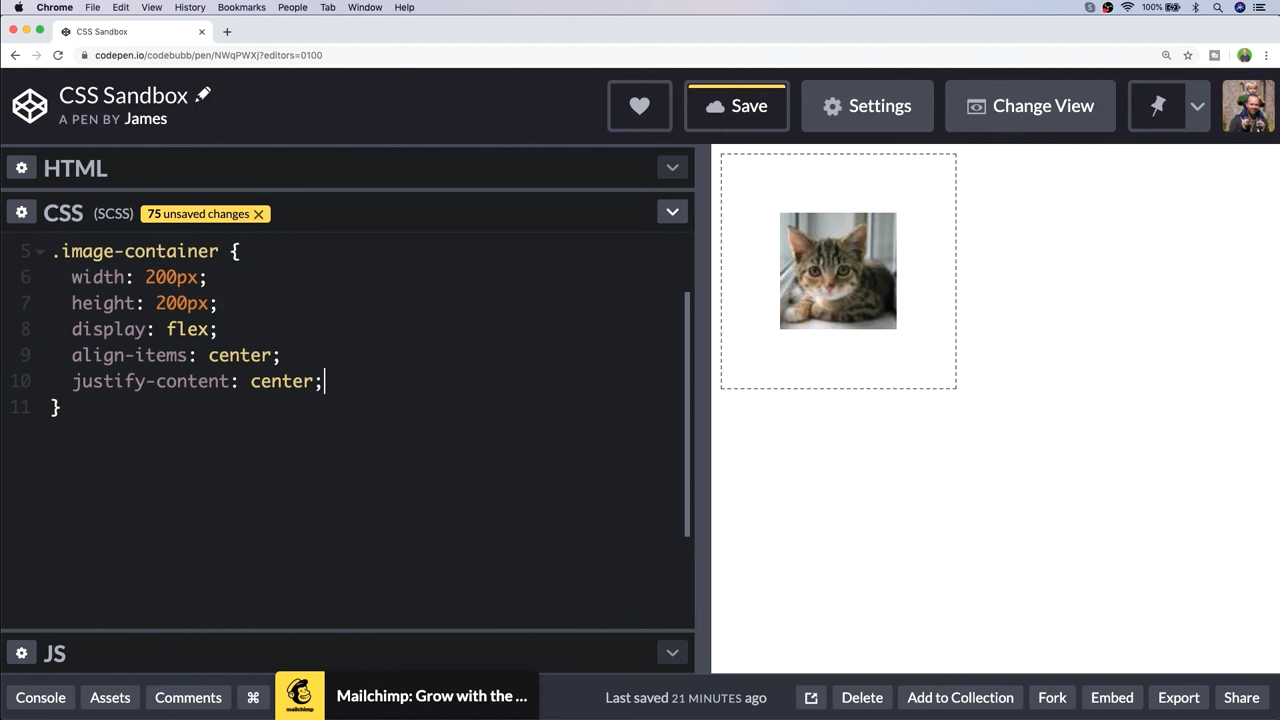 Chrome File Edit View History Bookmarks People Tab Window Help 100%
CSS Sandbox
codepen.io/codebubb/pen/NWqPWXj?editors=0100
CSS Sandbox
A PEN BY James
Save
Settings
Change View
HTML
CSS (SCSS) 75 unsaved changes
5 .image-container {
6 width: 200px;
7 height: 200px;
8 display: flex;
9 align-items: center;
10 justify-content: center;
11 }
JS
Console Assets Comments ⌘ mailchimp Mailchimp: Grow with the ... Last saved 21 MINUTES ago Delete Add to Collection Fork Embed Export Share